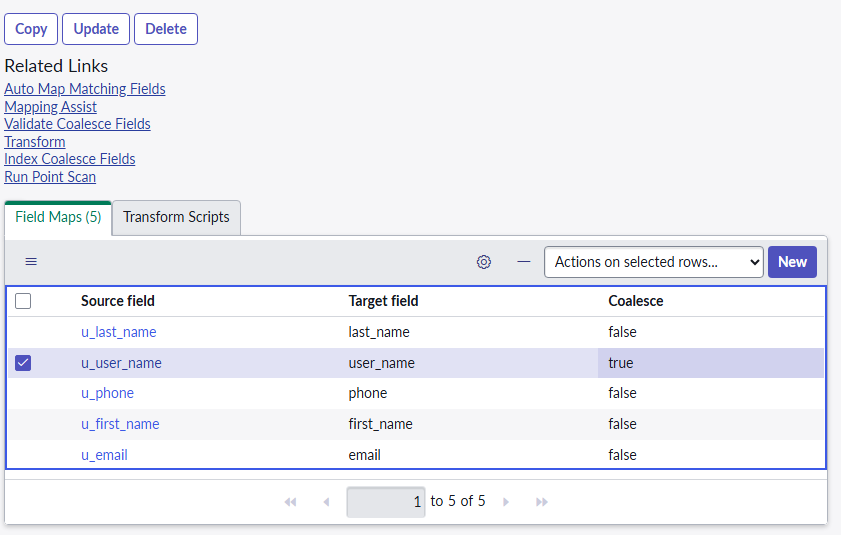 Copy Update Delete
Related Links
Auto Map Matching Fields
Mapping Assist
Validate Coalesce Fields
Transform
Index Coalesce Fields
Run Point Scan
Field Maps (5) Transform Scripts
Actions on selected rows... New
Source field Target field Coalesce
u_last_name last_name false
u_user_name user_name true
u_phone phone false
u_first_name first_name false
u_email email false
1 to 5 of 5